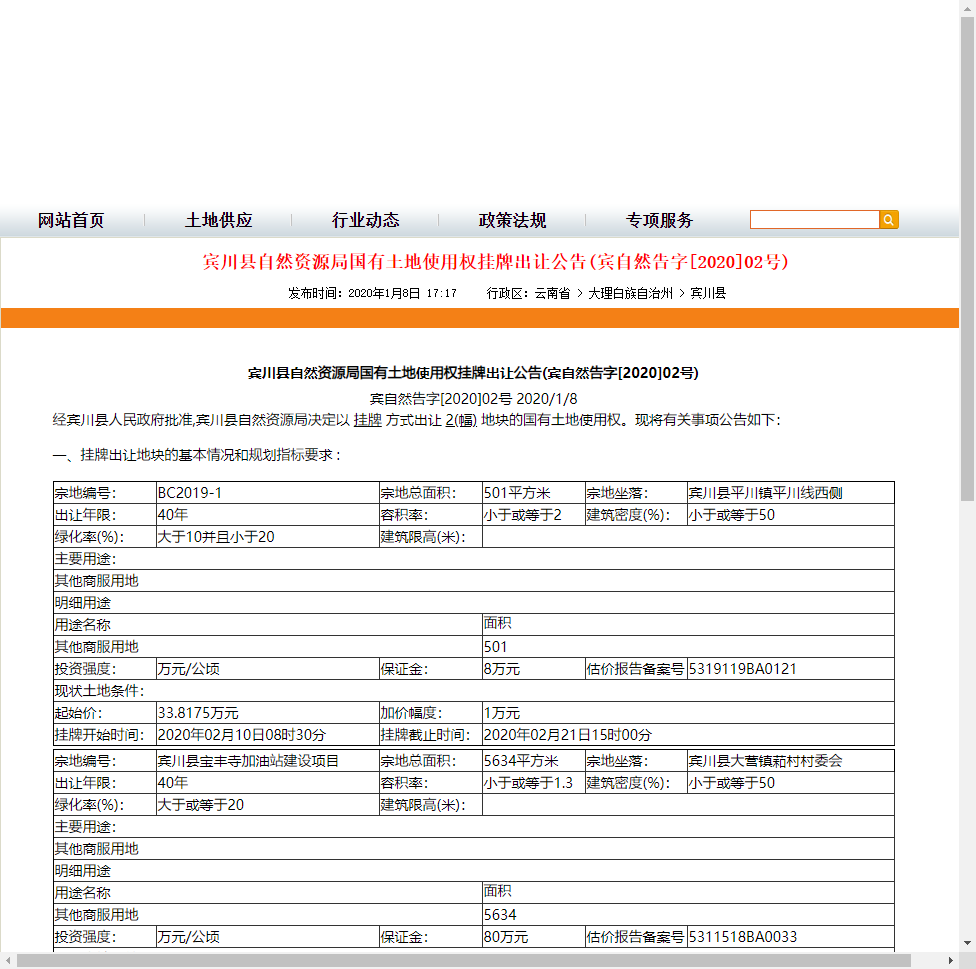 网站首页 土地供应 行业动态 政策法规 专项服务
宾川县自然资源局国有土地使用权挂牌出让公告(宾自然告字[2020]02号)
发布时间：2020年1月8日 17:17 行政区：云南省 > 大理白族自治州 > 宾川县
宾川县自然资源局国有土地使用权挂牌出让公告(宾自然告字[2020]02号)
宾自然告字[2020]02号 2020/1/8
经宾川县人民政府批准,宾川县自然资源局决定以 挂牌 方式出让 2(幅) 地块的国有土地使用权。现将有关事项公告如下：
一、挂牌出让地块的基本情况和规划指标要求：
宗地编号： BC2019-1 宗地总面积： 501平方米 宗地坐落： 宾川县平川镇平川线西侧
出让年限： 40年 容积率： 小于或等于2 建筑密度(%)： 小于或等于50
绿化率(%)： 大于10并且小于20 建筑限高(米)：
主要用途：
其他商服用地
明细用途
用途名称 面积
其他商服用地 501
投资强度： 万元/公顷 保证金： 8万元 估价报告备案号 5319119BA0121
现状土地条件：
起始价： 33.8175万元 加价幅度： 1万元
挂牌开始时间： 2020年02月10日08时30分 挂牌截止时间： 2020年02月21日15时00分
宗地编号： 宾川县宝丰寺加油站建设项目 宗地总面积： 5634平方米 宗地坐落： 宾川县大营镇萂村村委会
出让年限： 40年 容积率： 小于或等于1.3 建筑密度(%)： 小于或等于50
绿化率(%)： 大于或等于20 建筑限高(米)：
主要用途：
其他商服用地
明细用途
用途名称 面积
其他商服用地 5634
投资强度： 万元/公顷 保证金： 80万元 估价报告备案号 5311518BA0033